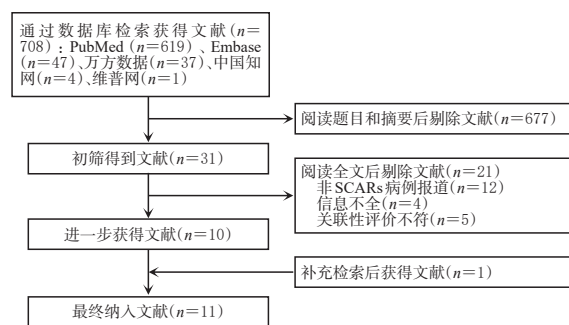 通过数据库检索获得文献(n=
708)：PubMed(n=619)、Embase
(n=47)、万方数据(n=37)、中国知
网(n=4)、维普网(n=1)
阅读题目和摘要后剔除文献(n=677)
初筛得到文献(n=31)
阅读全文后剔除文献(n=21)
非SCARs病例报道(n=12)
信息不全(n=4)
关联性评价不符(n=5)
进一步获得文献(n=10)
补充检索后获得文献(n=1)
最终纳入文献(n=11)